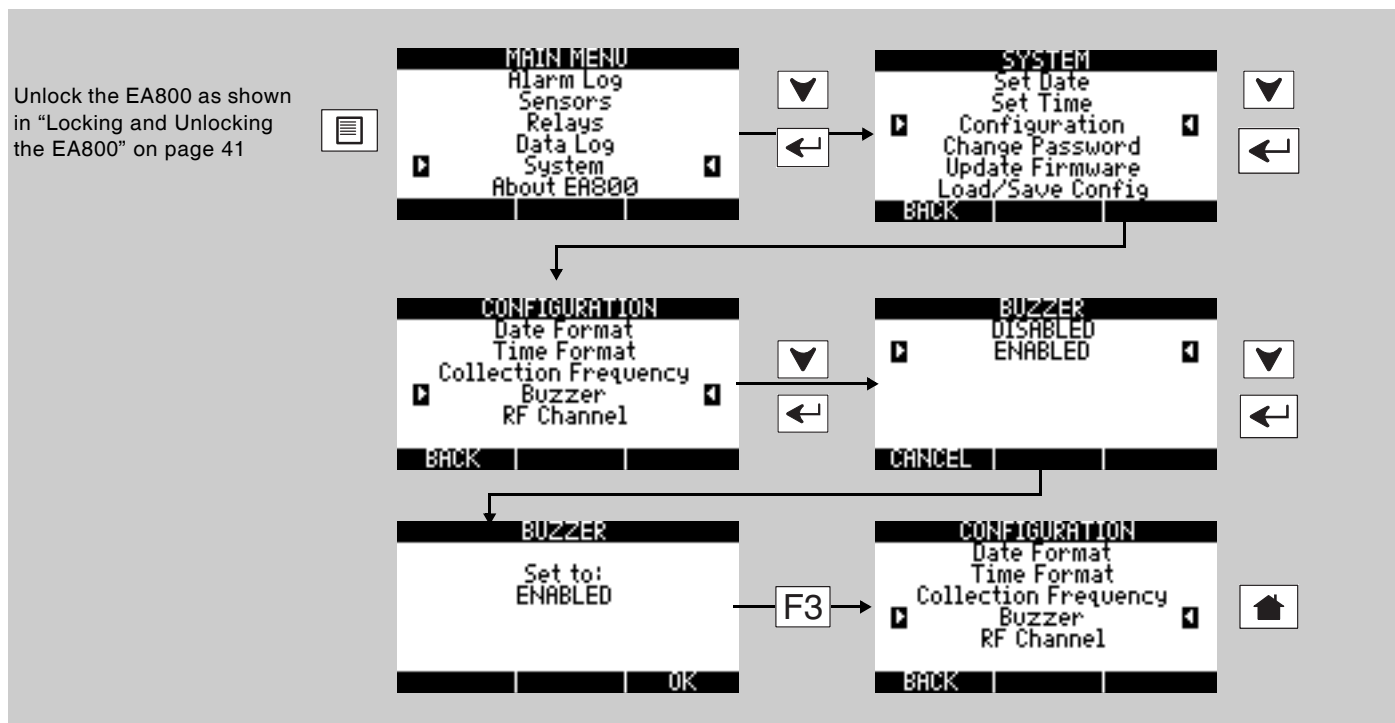 Unlock the EA800 as shown
in “Locking and Unlocking
the EA800” on page 41
MAIN MENU
Alarm Log
Sensors
Relays
Data Log
System
About EA800
SYSTEM
Set Date
Set Time
Configuration
Change Password
Update Firmware
Load/Save Config
BACK
CONFIGURATION
Date Format
Time Format
Collection Frequency
Buzzer
RF Channel
BACK
BUZZER
DISABLED
ENABLED
CANCEL
BUZZER
Set to:
ENABLED
OK
F3
CONFIGURATION
Date Format
Time Format
Collection Frequency
Buzzer
RF Channel
BACK